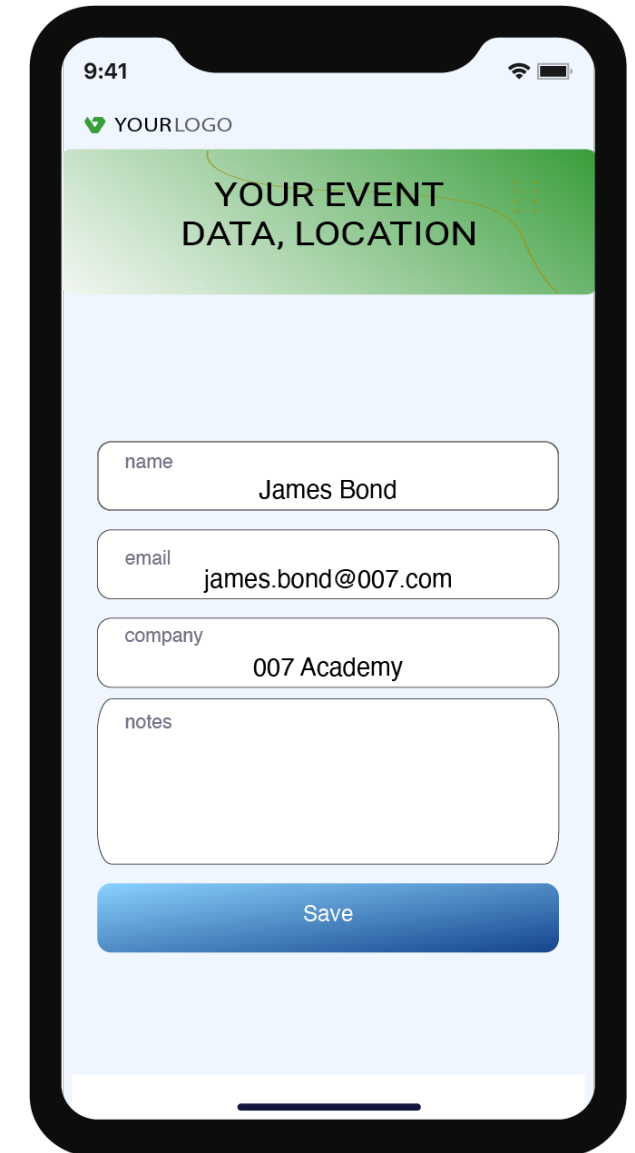 9:41
YOURLOGO
YOUR EVENT
DATA, LOCATION
name
James Bond
email
james.bond@007.com
company
007 Academy
notes
Save